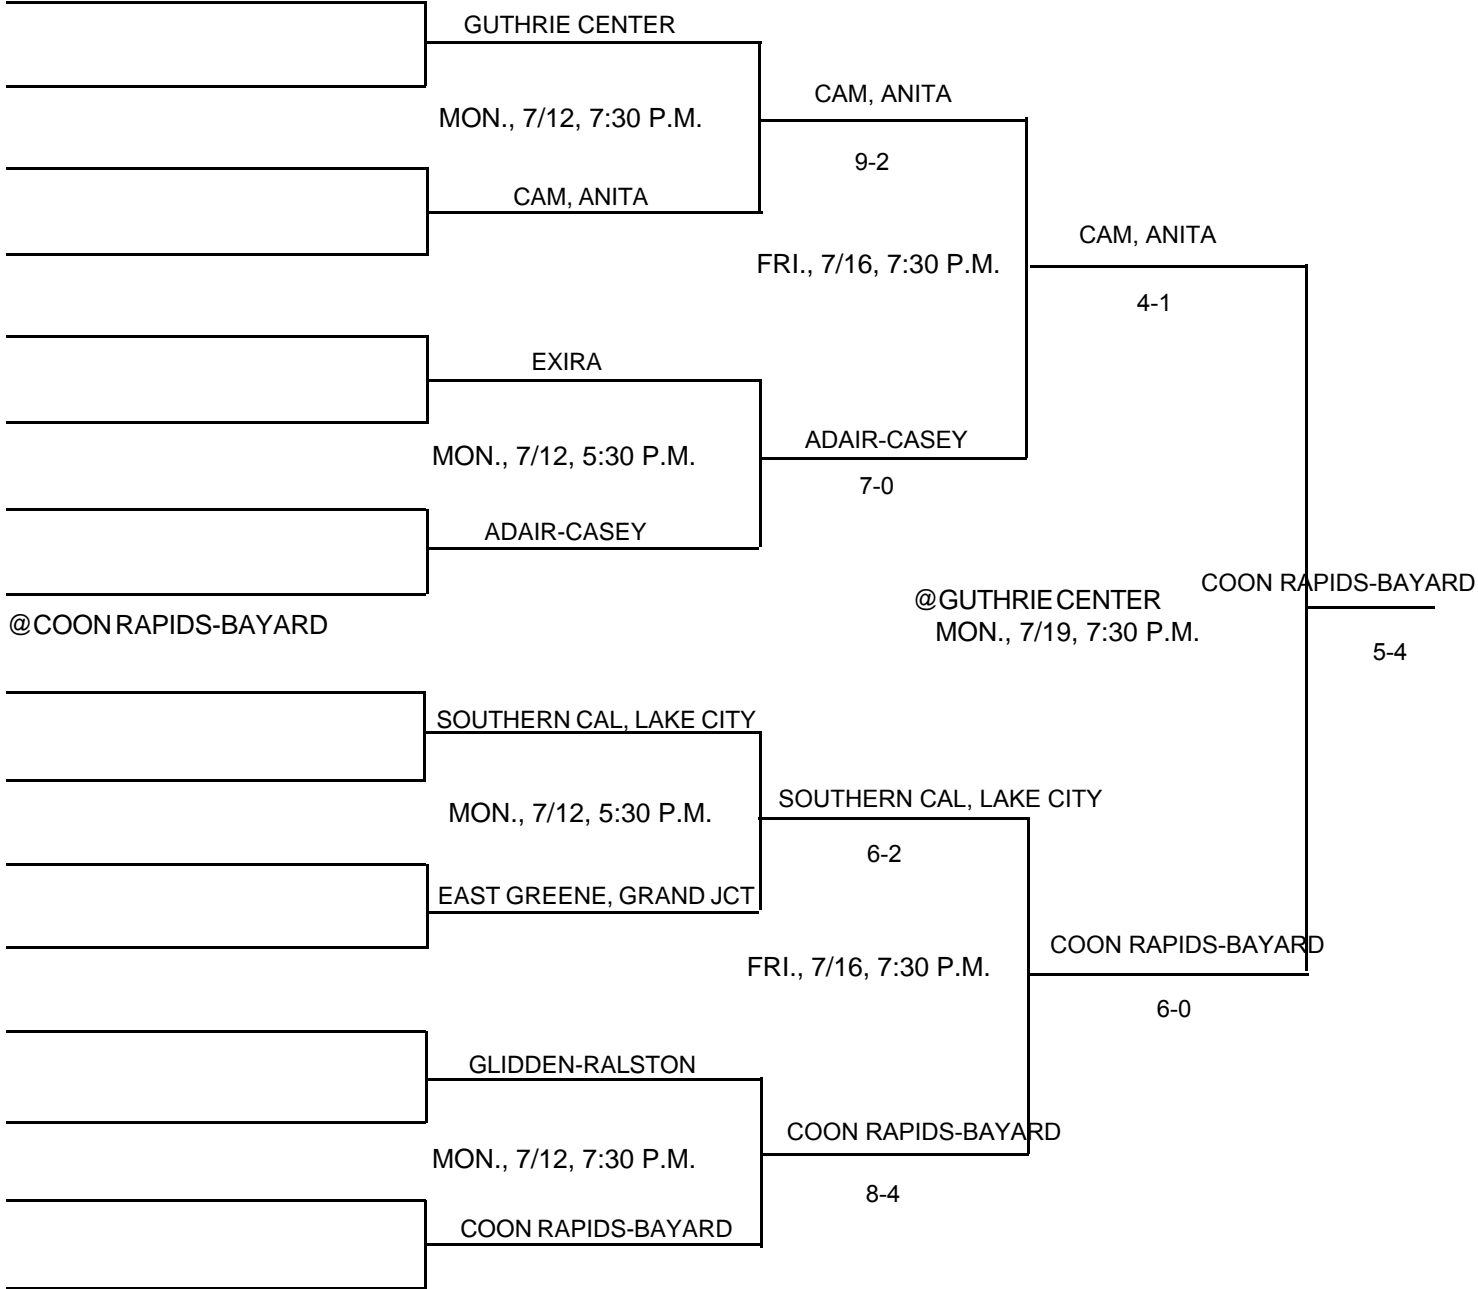 GUTHRIE CENTER
CAM, ANITA
MON., 7/12, 7:30 P.M.
9-2
CAM, ANITA
CAM, ANITA
FRI., 7/16, 7:30 P.M.
4-1
EXIRA
ADAIR-CASEY
MON., 7/12, 5:30 P.M.
7-0
ADAIR-CASEY
COON RAPIDS-BAYARD
@GUTHRIE CENTER
@COON RAPIDS-BAYARD
MON., 7/19, 7:30 P.M.
5-4
SOUTHERN CAL, LAKE CITY
SOUTHERN CAL, LAKE CITY
MON., 7/12, 5:30 P.M.
6-2
EAST GREENE, GRAND JCT
COON RAPIDS-BAYARD
FRI., 7/16, 7:30 P.M.
6-0
GLIDDEN-RALSTON
COON RAPIDS-BAYARD
MON., 7/12, 7:30 P.M.
8-4
COON RAPIDS-BAYARD